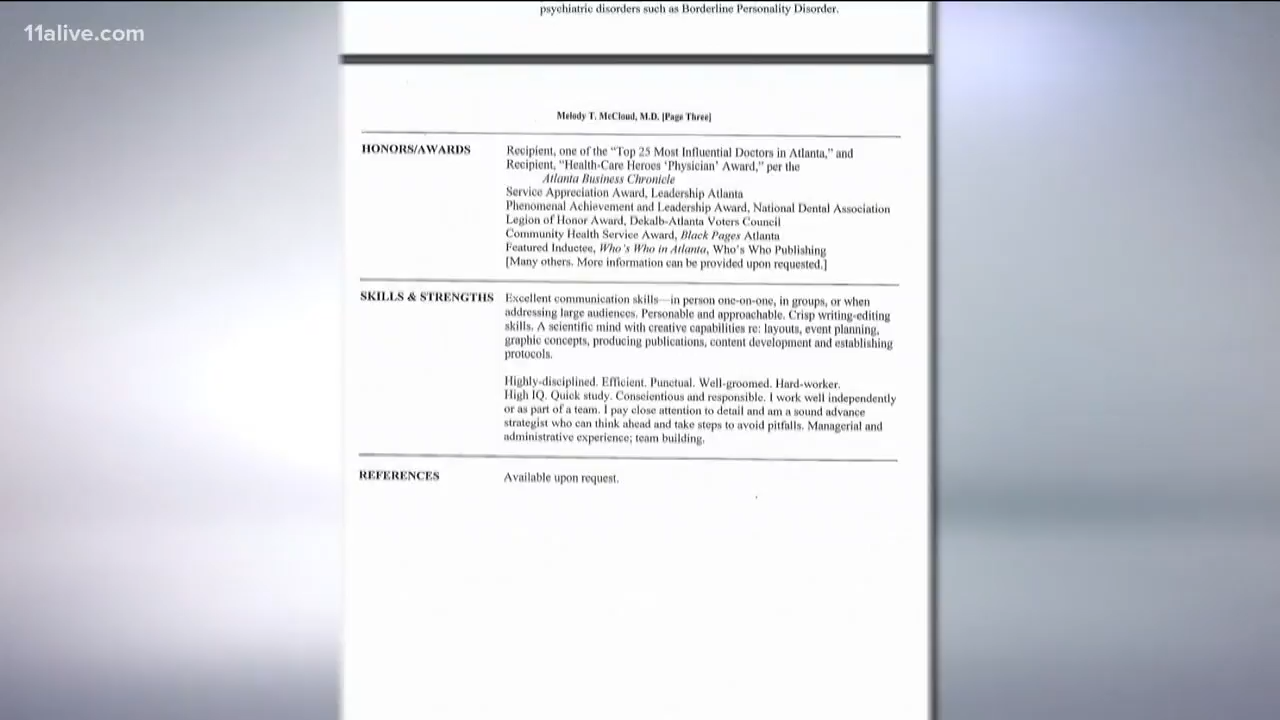 11alive.com
psychiatric disorders such as Borderline Personality Disorder.
Melody T. McCloud, M.D. [Page Three]
HONORS/AWARDS
Recipient, one of the "Top 25 Most Influential Doctors in Atlanta," and
Recipient, "Health-Care Heroes 'Physician' Award," per the
Atlanta Business Chronicle
Service Appreciation Award, Leadership Atlanta
Phenomenal Achievement and Leadership Award, National Dental Association
Legion of Honor Award, Dekalb-Atlanta Voters Council
Community Health Service Award, Black Pages Atlanta
Featured Inductee, Who's Who in Atlanta, Who's Who Publishing
[Many others. More information can be provided upon requested.]
SKILLS & STRENGTHS
Excellent communication skills—in person one-on-one, in groups, or when
addressing large audiences. Personable and approachable. Crisp writing-editing
skills. A scientific mind with creative capabilities re: layouts, event planning,
graphic concepts, producing publications, content development and establishing
protocols.
Highly-disciplined. Efficient. Punctual. Well-groomed. Hard-worker.
High IQ. Quick study. Conscientious and responsible. I work well independently
or as part of a team. I pay close attention to detail and am a sound advance
strategist who can think ahead and take steps to avoid pitfalls. Managerial and
administrative experience; team building.
REFERENCES
Available upon request.